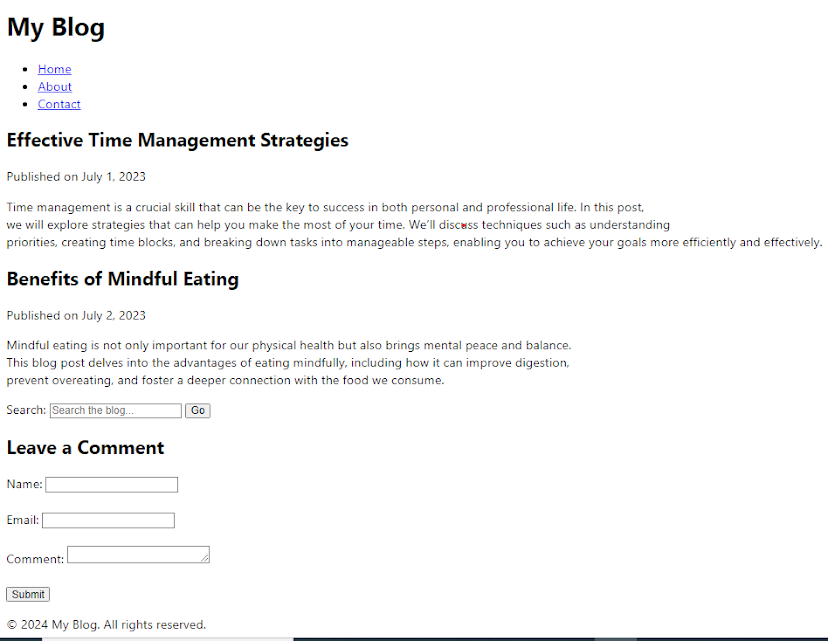 My Blog
Home
About
Contact
Effective Time Management Strategies
Published on July 1, 2023
Time management is a crucial skill that can be the key to success in both personal and professional life. In this post,
we will explore strategies that can help you make the most of your time. We'll discuss techniques such as understanding
priorities, creating time blocks, and breaking down tasks into manageable steps, enabling you to achieve your goals more efficiently and effectively.
Benefits of Mindful Eating
Published on July 2, 2023
Mindful eating is not only important for our physical health but also brings mental peace and balance.
This blog post delves into the advantages of eating mindfully, including how it can improve digestion,
prevent overeating, and foster a deeper connection with the food we consume.
Search: Search the blog... Go
Leave a Comment
Name:
Email:
Comment:
Submit
© 2024 My Blog. All rights reserved.